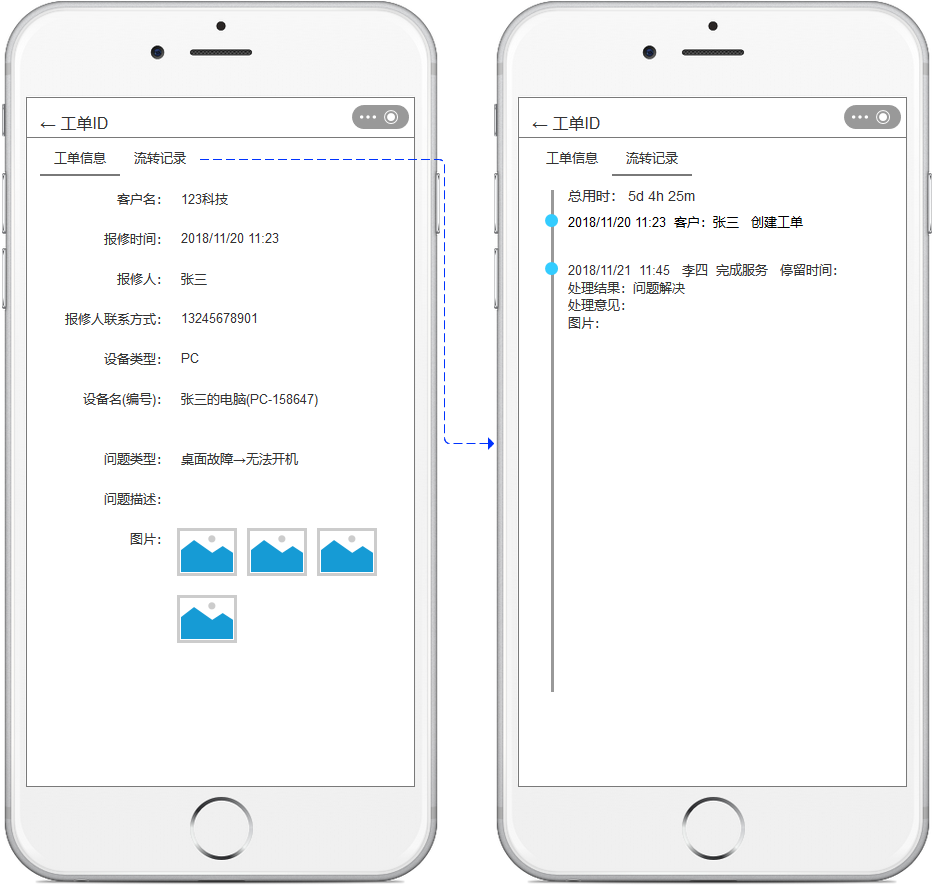 ← 工单ID
工单信息 流转记录
客户名： 123科技
报修时间： 2018/11/20 11:23
报修人： 张三
报修人联系方式： 13245678901
设备类型： PC
设备名(编号)： 张三的电脑(PC-158647)
问题类型： 桌面故障→无法开机
问题描述：
图片：
← 工单ID
工单信息 流转记录
总用时： 5d 4h 25m
2018/11/20 11:23 客户：张三 创建工单
2018/11/21 11:45 李四 完成服务 停留时间：
处理结果：问题解决
处理意见：
图片：